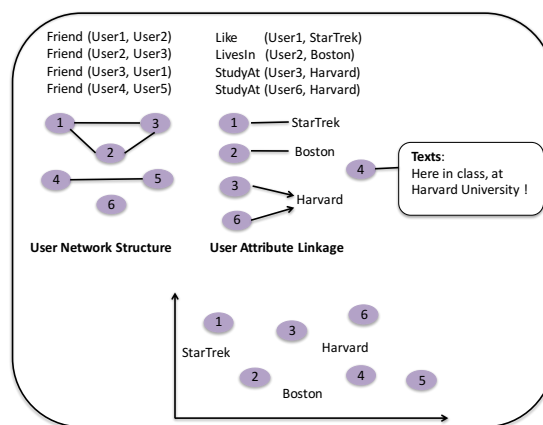 Friend (User1, User2)
Friend (User2, User3)
Friend (User3, User1)
Friend (User4, User5)
Like (User1, StarTrek)
LivesIn (User2, Boston)
StudyAt (User3, Harvard)
StudyAt (User6, Harvard)
1
3
2
4
5
6
User Network Structure
1
StarTrek
2
Boston
3
Harvard
6
User Attribute Linkage
4
Texts:
Here in class, at
Harvard University !
1
StarTrek
3
6
Harvard
2
Boston
4
5